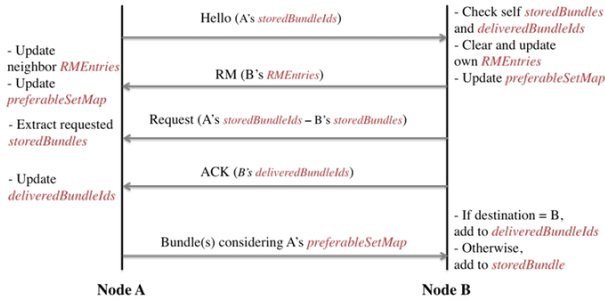 Hello (A's storedBundleIds)
- Check self storedBundles
and deliveredBundleIds
- Clear and update
own RMEntries
- Update preferableSetMap
- Update
neighbor RMEntries
- Update
preferableSetMap
RM (B's RMEntries)
Request (A's storedBundleIds – B's storedBundles)
- Extract requested
storedBundles
ACK (B's deliveredBundleIds)
- Update
deliveredBundleIds
Bundle(s) considering A's preferableSetMap
- If destination = B,
add to deliveredBundleIds
- Otherwise,
add to storedBundle
Node A
Node B